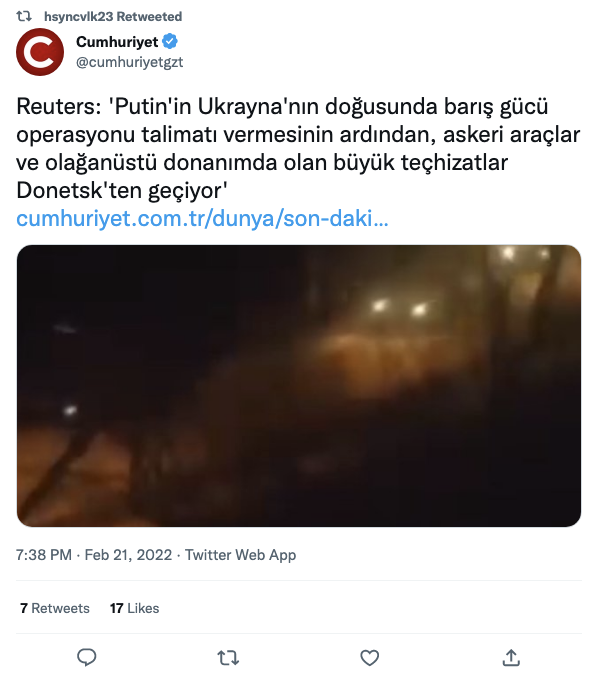 hsyncvlk23 Retweeted
Cumhuriyet
@cumhuriyetgzt
Reuters: 'Putin'in Ukrayna'nın doğusunda barış gücü
operasyonu talimatı vermesinin ardından, askeri araçlar
ve olağanüstü donanımda olan büyük teçhizatlar
Donetsk'ten geçiyor'
cumhuriyet.com.tr/dunya/son-daki...
7:38 PM · Feb 21, 2022 · Twitter Web App
7 Retweets 17 Likes